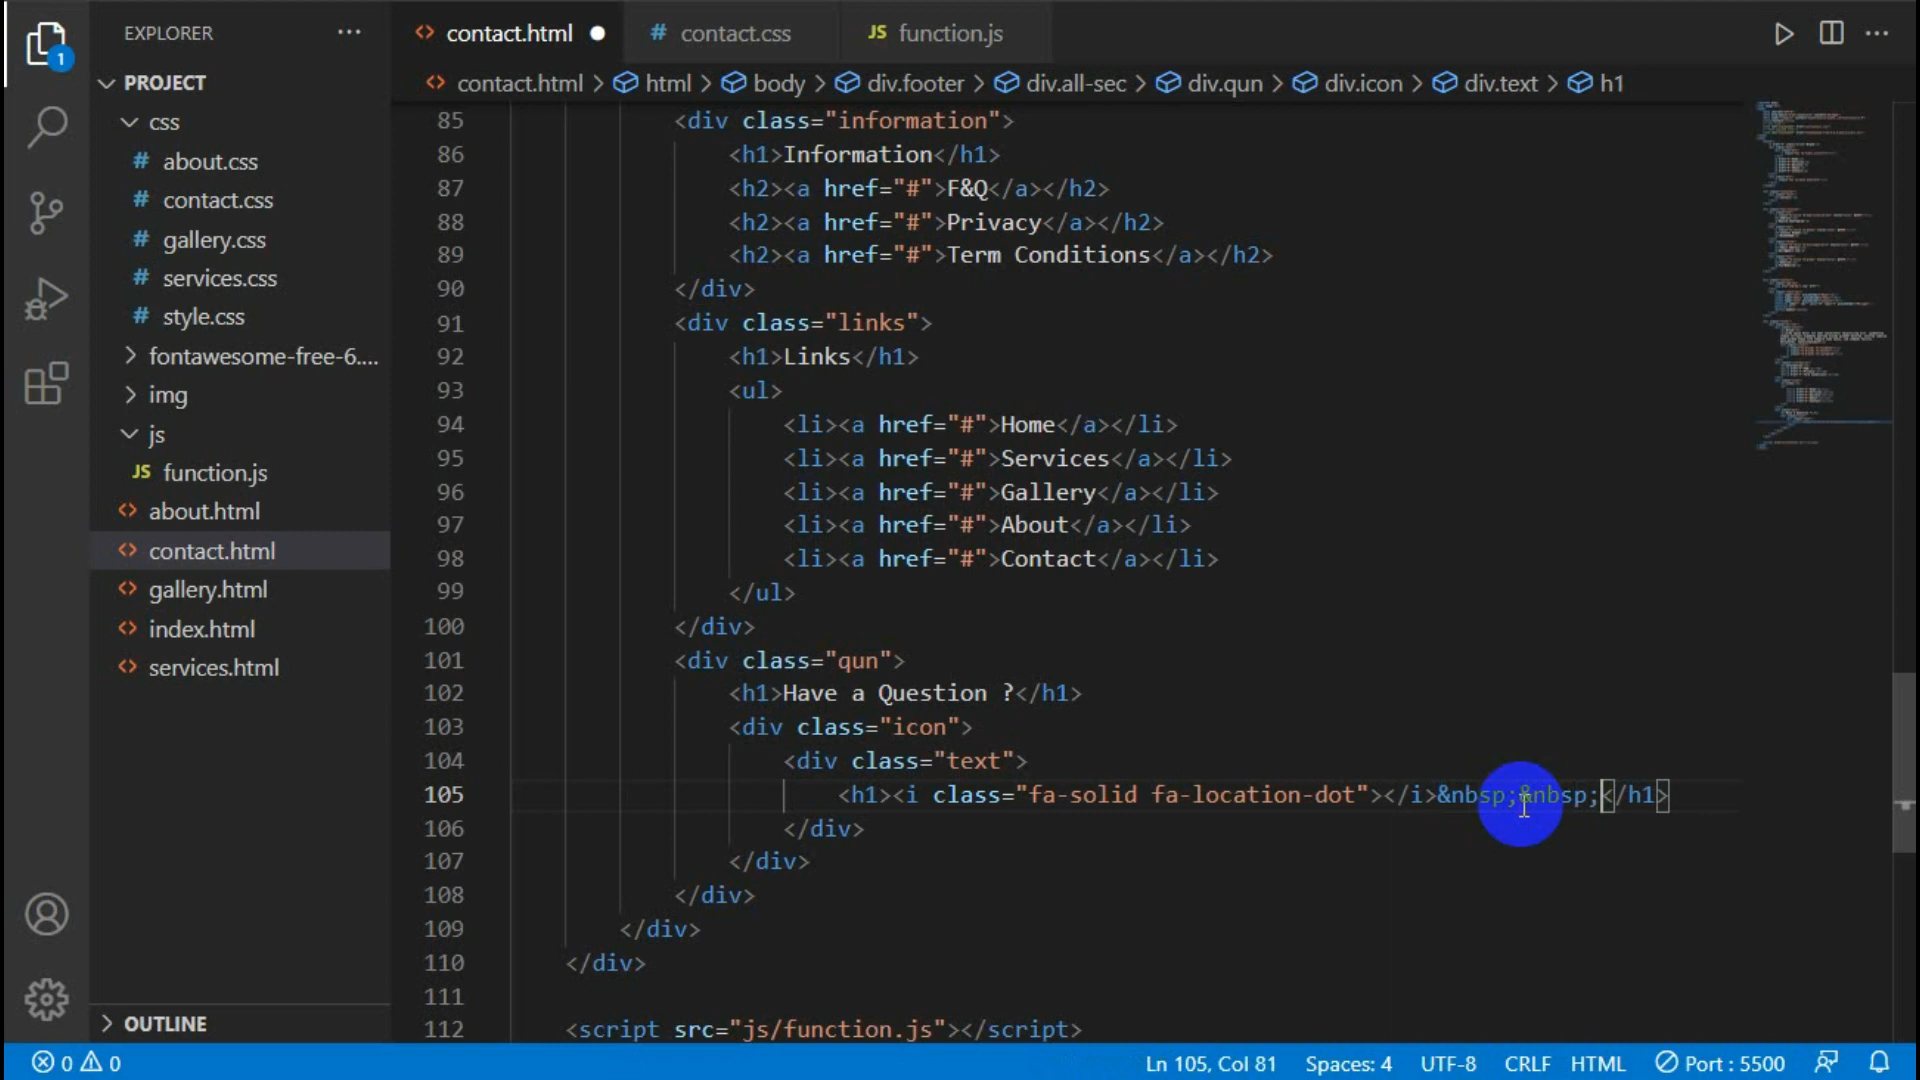 EXPLORER
contact.html
contact.css
JS function.js
1
PROJECT
css
about.css
contact.css
gallery.css
services.css
style.css
fontawesome-free-6....
img
js
JS function.js
about.html
contact.html
gallery.html
index.html
services.html
OUTLINE
contact.html > html > body > div.footer > div.all-sec > div.qun > div.icon > div.text > h1
85 <div class="information">
86 <h1>Information</h1>
87 <h2><a href="#">F&Q</a></h2>
88 <h2><a href="#">Privacy</a></h2>
89 <h2><a href="#">Term Conditions</a></h2>
90 </div>
91 <div class="links">
92 <h1>Links</h1>
93 <ul>
94 <li><a href="#">Home</a></li>
95 <li><a href="#">Services</a></li>
96 <li><a href="#">Gallery</a></li>
97 <li><a href="#">About</a></li>
98 <li><a href="#">Contact</a></li>
99 </ul>
100 </div>
101 <div class="qun">
102 <h1>Have a Question ?</h1>
103 <div class="icon">
104 <div class="text">
105 <h1><i class="fa-solid fa-location-dot"></i>&nbsp;&nbsp;</h1>
106 </div>
107 </div>
108 </div>
109 </div>
110 </div>
111
112 <script src="js/function.js"></script>
0 0 Ln 105, Col 81 Spaces: 4 UTF-8 CRLF HTML Port : 5500